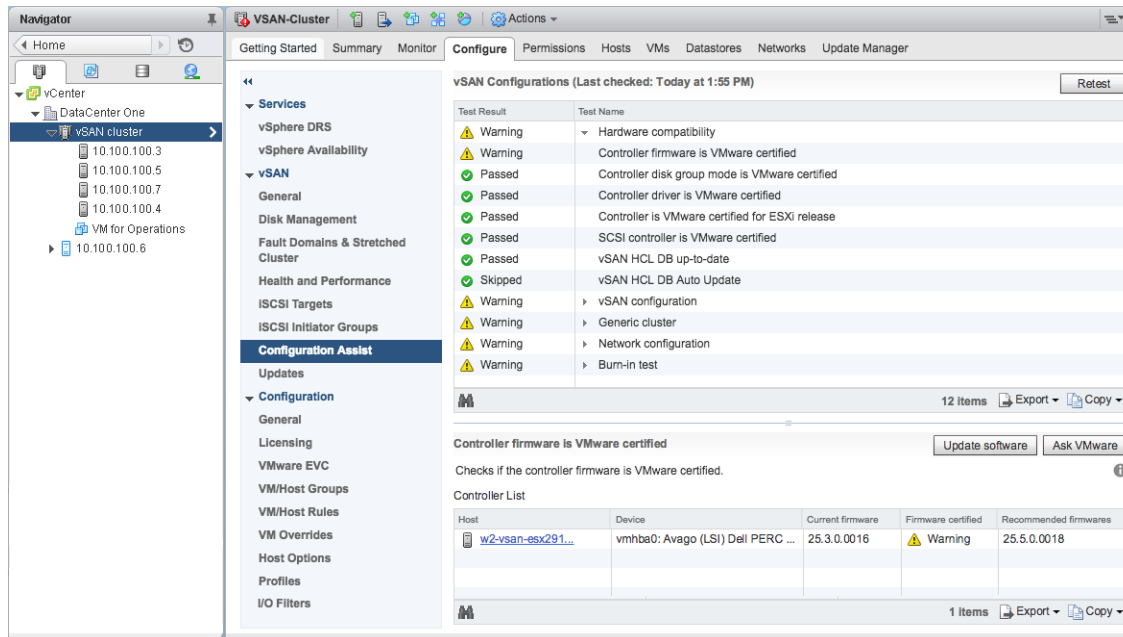 Navigator
Home
vCenter
DataCenter One
vSAN cluster
10.100.100.3
10.100.100.5
10.100.100.7
10.100.100.4
VM for Operations
10.100.100.6
VSAN-Cluster
Actions
Getting Started Summary Monitor Configure Permissions Hosts VMs Datastores Networks Update Manager
Services
vSphere DRS
vSphere Availability
vSAN
General
Disk Management
Fault Domains & Stretched
Cluster
Health and Performance
iSCSI Targets
iSCSI Initiator Groups
Configuration Assist
Updates
Configuration
General
Licensing
VMware EVC
VM/Host Groups
VM/Host Rules
VM Overrides
Host Options
Profiles
I/O Filters
vSAN Configurations (Last checked: Today at 1:55 PM)
Retest
Test Result Test Name
Warning Hardware compatibility
Warning Controller firmware is VMware certified
Passed Controller disk group mode is VMware certified
Passed Controller driver is VMware certified
Passed Controller is VMware certified for ESXi release
Passed SCSI controller is VMware certified
Passed vSAN HCL DB up-to-date
Skipped vSAN HCL DB Auto Update
Warning vSAN configuration
Warning Generic cluster
Warning Network configuration
Warning Burn-in test
12 items Export Copy
Controller firmware is VMware certified
Update software Ask VMware
Checks if the controller firmware is VMware certified.
Controller List
Host Device Current firmware Firmware certified Recommended firmwares
w2-vsan-esx291... vmhba0: Avago (LSI) Dell PERC ... 25.3.0.0016 Warning 25.5.0.0018
1 items Export Copy